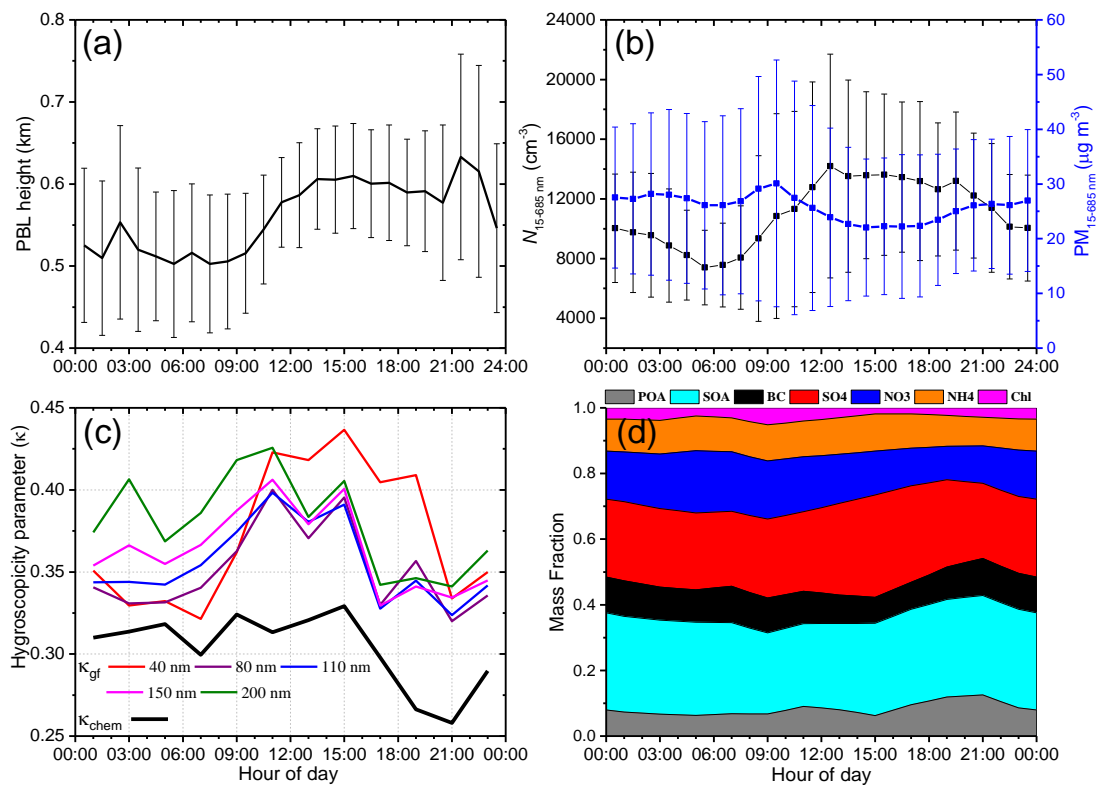 (a)
PBL height (km)
0.8
0.7
0.6
0.5
0.4
00:00 03:00 06:00 09:00 12:00 15:00 18:00 21:00 24:00
(b)
N15-685 nm (cm-3)
24000
20000
16000
12000
8000
4000
60
50
40
30
20
10
0
PM15-685 nm (μg m-3)
00:00 03:00 06:00 09:00 12:00 15:00 18:00 21:00 24:00
(c)
Hygroscopicity parameter (κ)
0.45
0.40
0.35
0.30
0.25
κgf 40 nm 80 nm 110 nm
150 nm 200 nm
κchem
00:00 03:00 06:00 09:00 12:00 15:00 18:00 21:00 24:00
Hour of day
POA SOA BC SO4 NO3 NH4 Chl
(d)
Mass Fraction
1.0
0.8
0.6
0.4
0.2
0.0
00:00 03:00 06:00 09:00 12:00 15:00 18:00 21:00 24:00
Hour of day